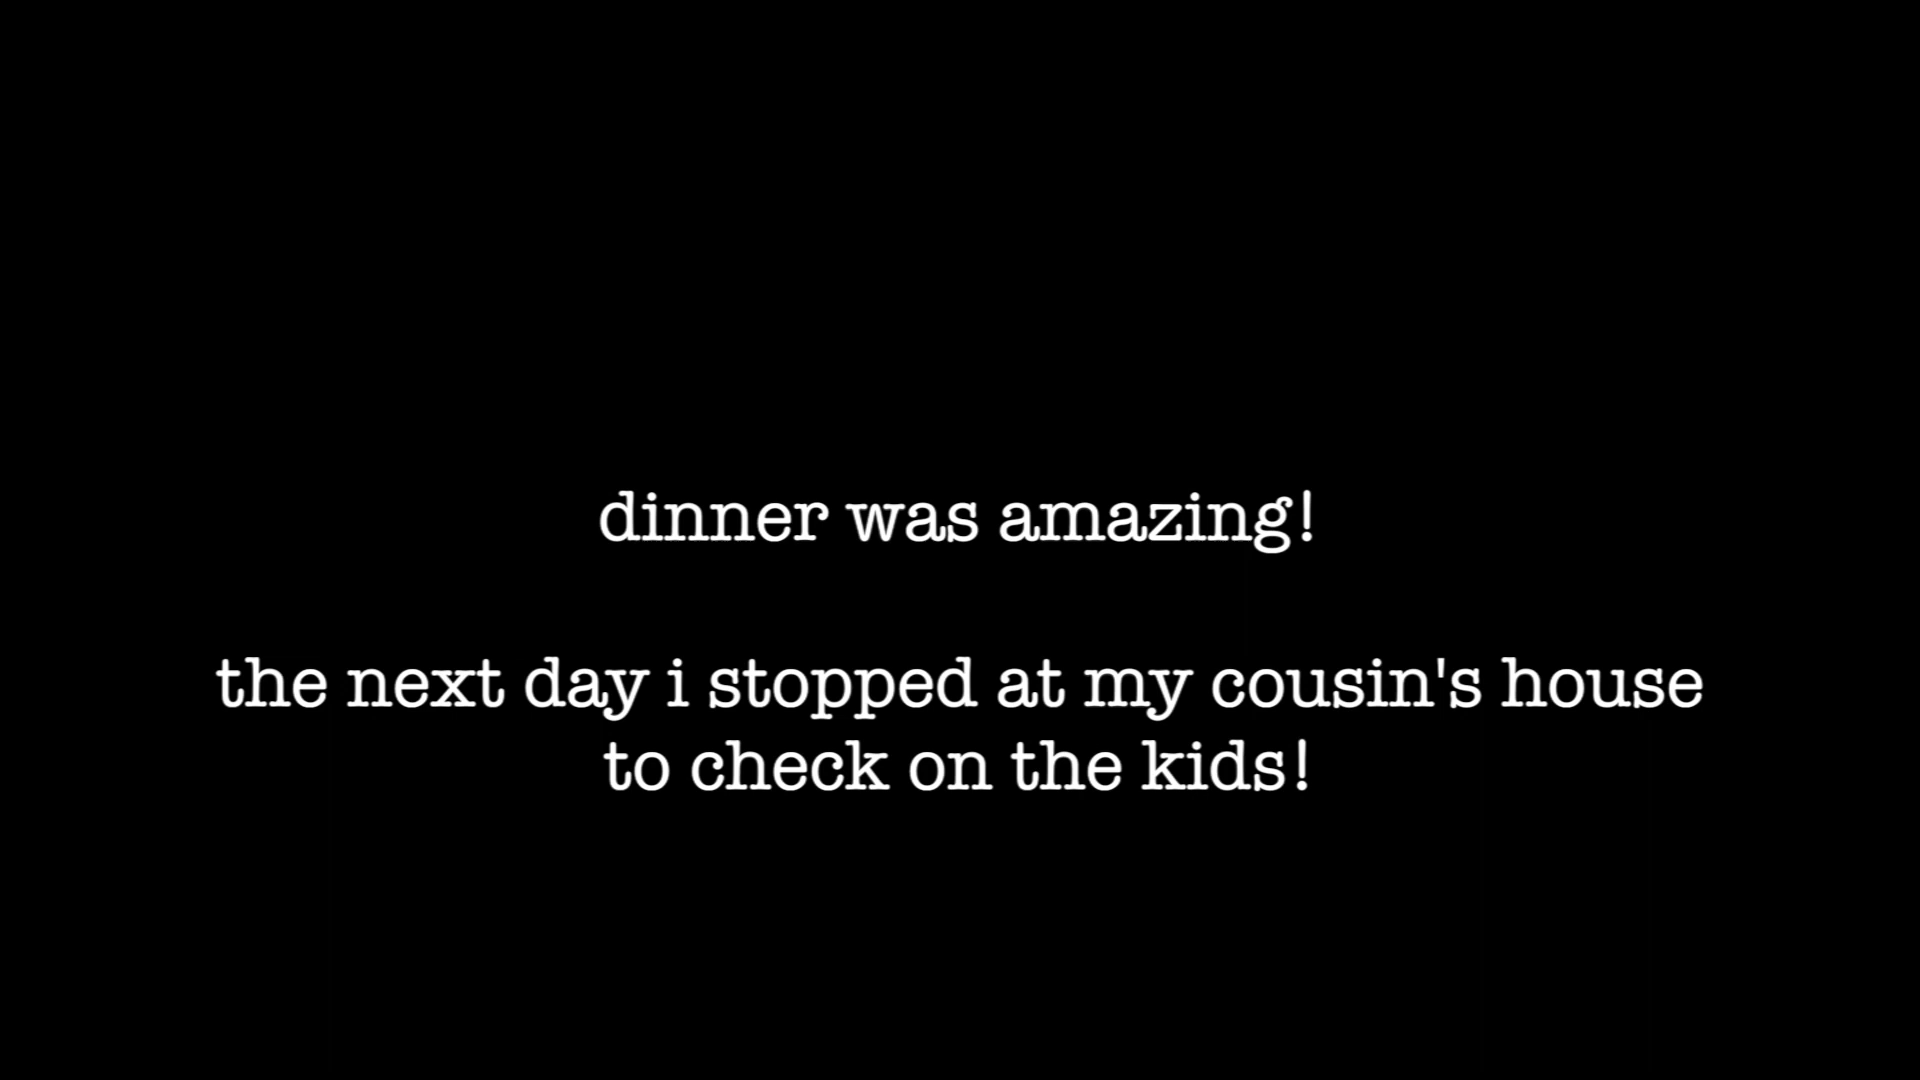 dinner was amazing!
the next day i stopped at my cousin's house
to check on the kids!